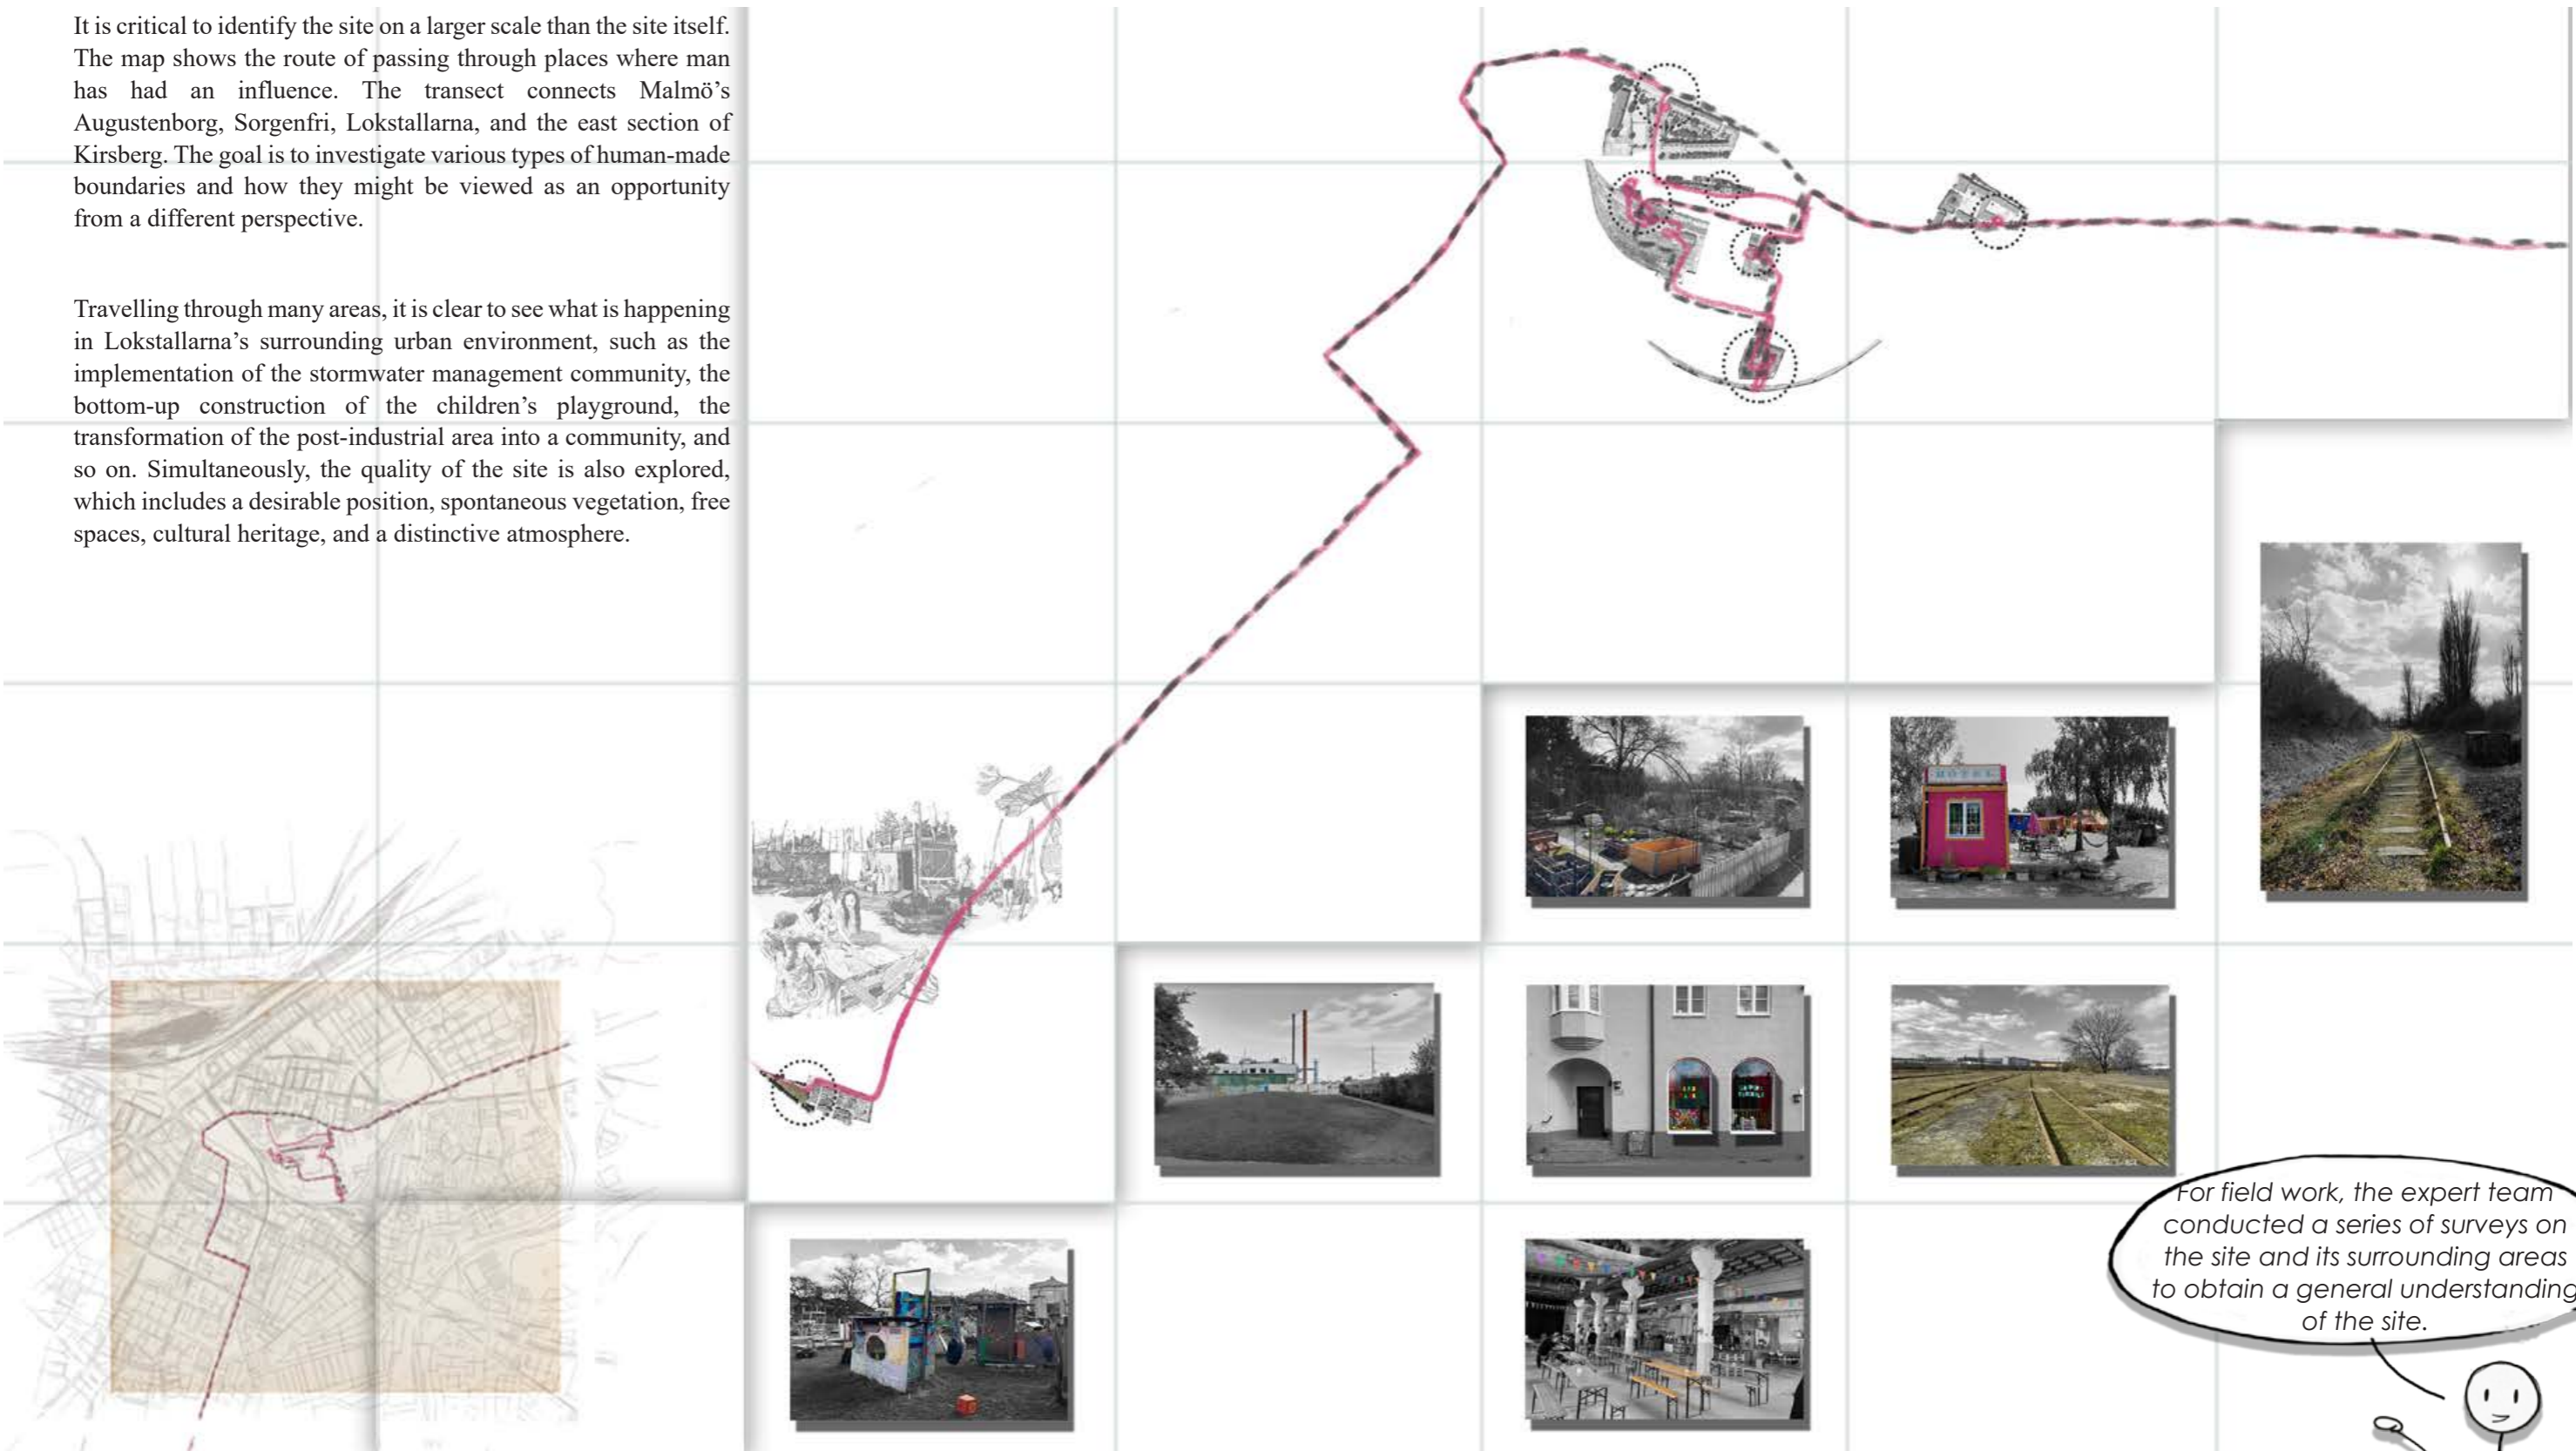 It is critical to identify the site on a larger scale than the site itself.
The map shows the route of passing through places where man
has had an influence. The transect connects Malmö's
Augustenborg, Sorgenfri, Lokstallarna, and the east section of
Kirsberg. The goal is to investigate various types of human-made
boundaries and how they might be viewed as an opportunity
from a different perspective.
Travelling through many areas, it is clear to see what is happening
in Lokstallarna's surrounding urban environment, such as the
implementation of the stormwater management community, the
bottom-up construction of the children's playground, the
transformation of the post-industrial area into a community, and
so on. Simultaneously, the quality of the site is also explored,
which includes a desirable position, spontaneous vegetation, free
spaces, cultural heritage, and a distinctive atmosphere.
HOTEL
For field work, the expert team
conducted a series of surveys on
the site and its surrounding areas
to obtain a general understanding
of the site.